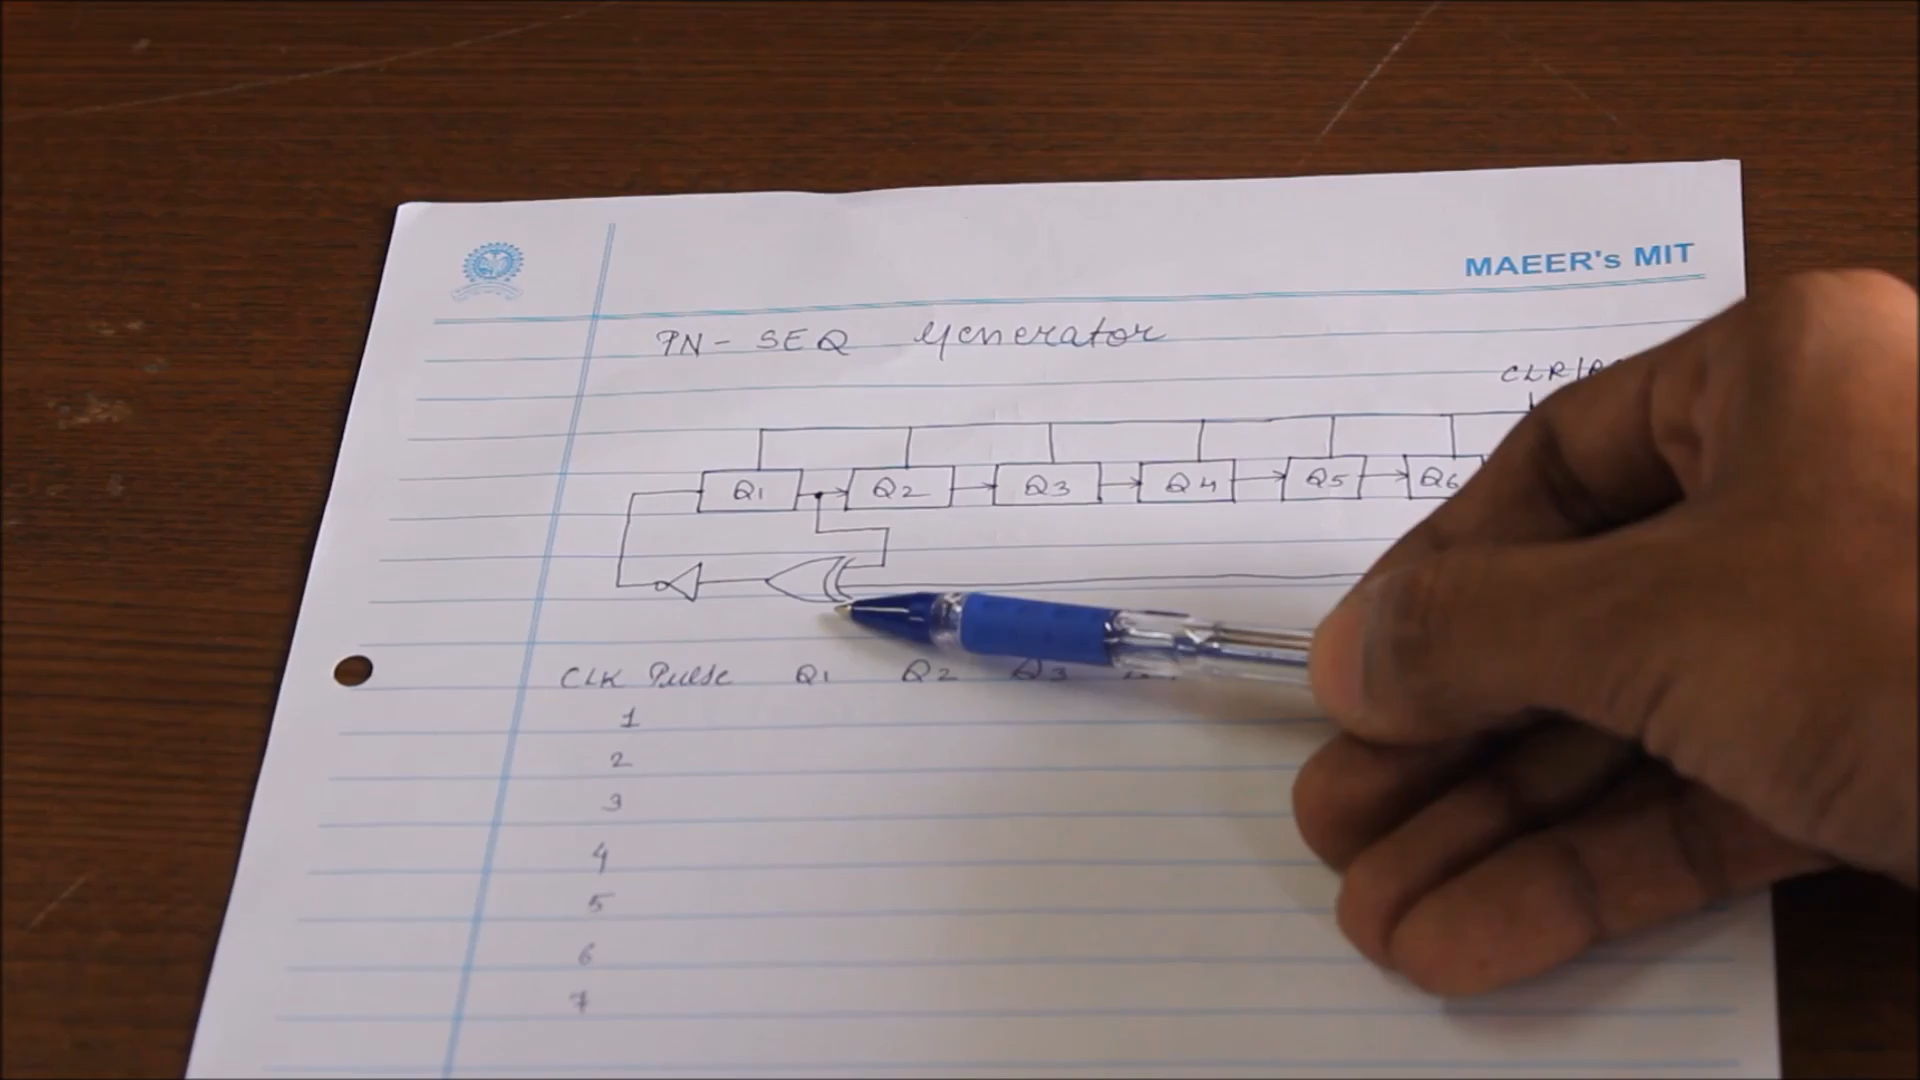 MAEER's MIT
PN - SEQ Generator
Q1 Q2 Q3 Q4 Q5 Q6
CLK Pulse Q1 Q2 Q3
1
2
3
4
5
6
7